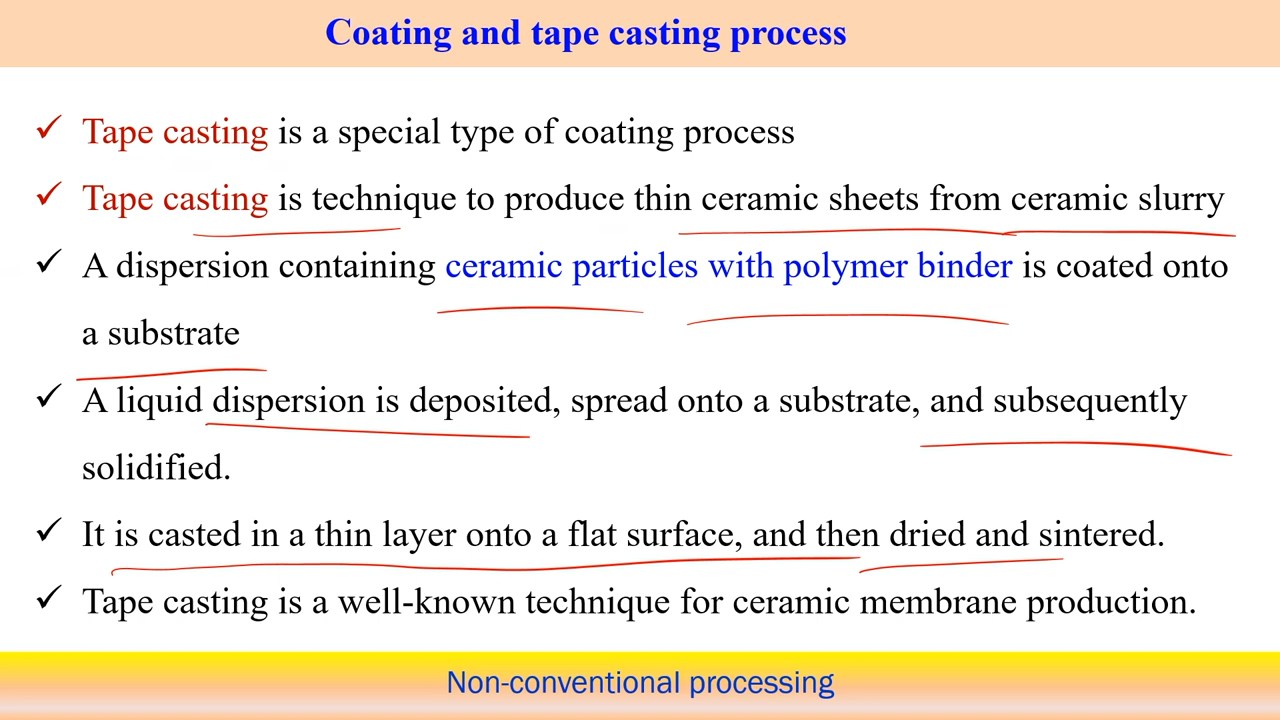 Coating and tape casting process
✓ Tape casting is a special type of coating process
✓ Tape casting is technique to produce thin ceramic sheets from ceramic slurry
✓ A dispersion containing ceramic particles with polymer binder is coated onto
a substrate
✓ A liquid dispersion is deposited, spread onto a substrate, and subsequently
solidified.
✓ It is casted in a thin layer onto a flat surface, and then dried and sintered.
✓ Tape casting is a well-known technique for ceramic membrane production.
Non-conventional processing